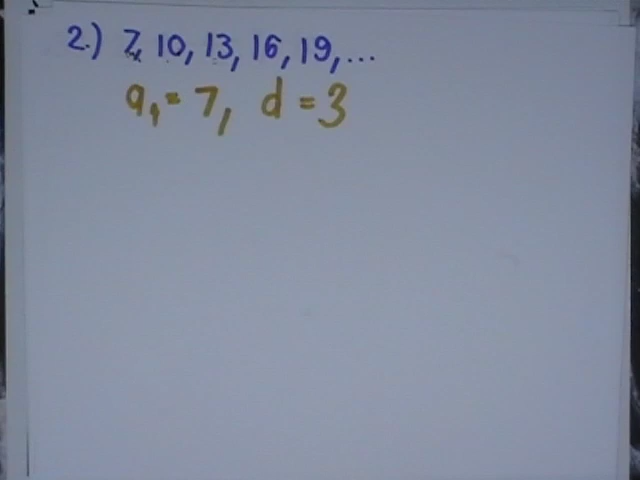 2.) 7, 10, 13, 16, 19, ...
a₁ = 7, d = 3